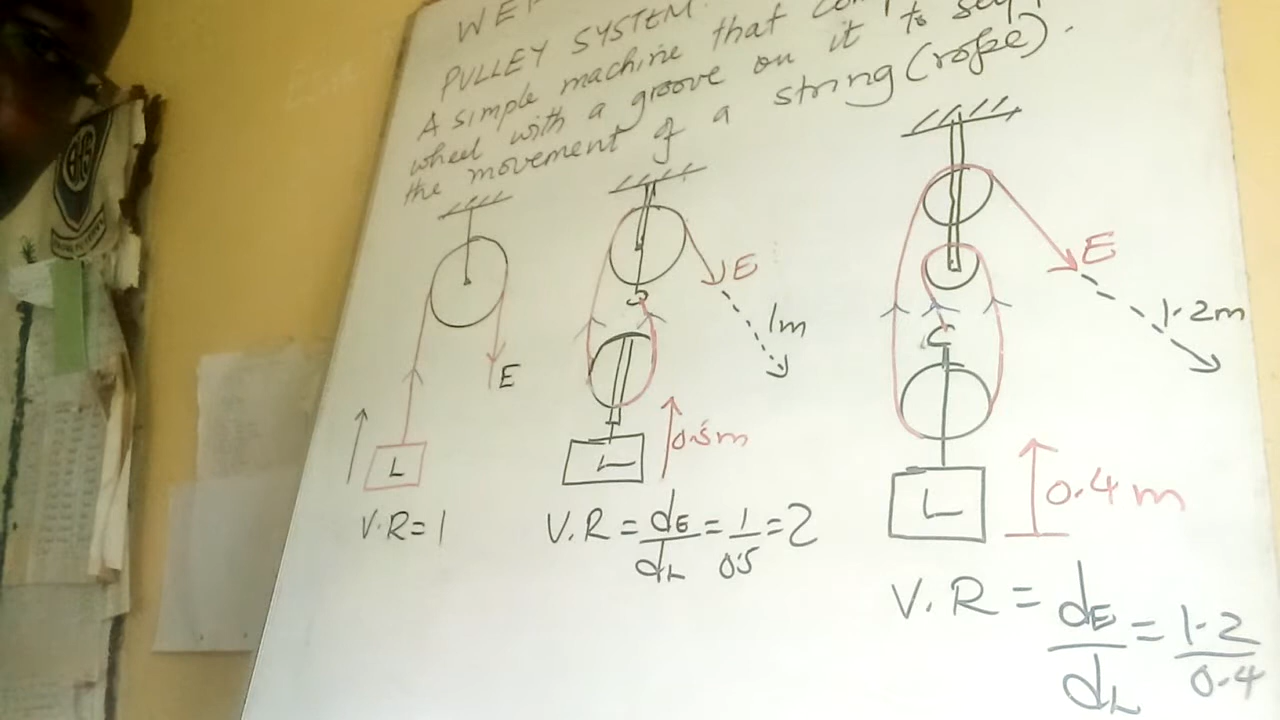 PULLEY SYSTEM.
A simple machine that
wheel with a groove on it to
the movement of a string (rope).
E
E
E
1m
1.2m
L
0.5m
L
0.4m
L
V.R = 1
V.R = dE/dL = 1/0.5 = 2
V.R = dE/dL = 1.2/0.4